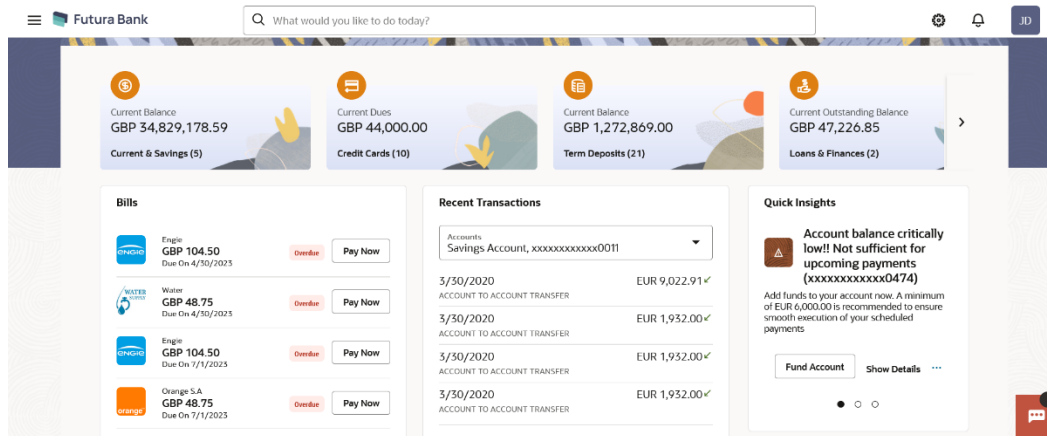 Futura Bank
What would you like to do today?
JD
Current Balance
GBP 34,829,178.59
Current & Savings (5)
Current Dues
GBP 44,000.00
Credit Cards (10)
Current Balance
GBP 1,272,869.00
Term Deposits (21)
Current Outstanding Balance
GBP 47,226.85
Loans & Finances (2)
Bills
ENGIE
Engie
GBP 104.50
Due On 4/30/2023
Overdue
Pay Now
WATER
SUPPLY
Water
GBP 48.75
Due On 4/30/2023
Overdue
Pay Now
ENGIE
Engie
GBP 104.50
Due On 7/1/2023
Overdue
Pay Now
orange
Orange S.A
GBP 48.75
Due On 7/1/2023
Overdue
Pay Now
Recent Transactions
Accounts
Savings Account, xxxxxxxxxxxx0011
3/30/2020 EUR 9,022.91
ACCOUNT TO ACCOUNT TRANSFER
3/30/2020 EUR 1,932.00
ACCOUNT TO ACCOUNT TRANSFER
3/30/2020 EUR 1,932.00
ACCOUNT TO ACCOUNT TRANSFER
3/30/2020 EUR 1,932.00
ACCOUNT TO ACCOUNT TRANSFER
Quick Insights
Account balance critically
low!! Not sufficient for
upcoming payments
(xxxxxxxxxxxx0474)
Add funds to your account now. A minimum
of EUR 6,000.00 is recommended to ensure
smooth execution of your scheduled
payments
Fund Account
Show Details